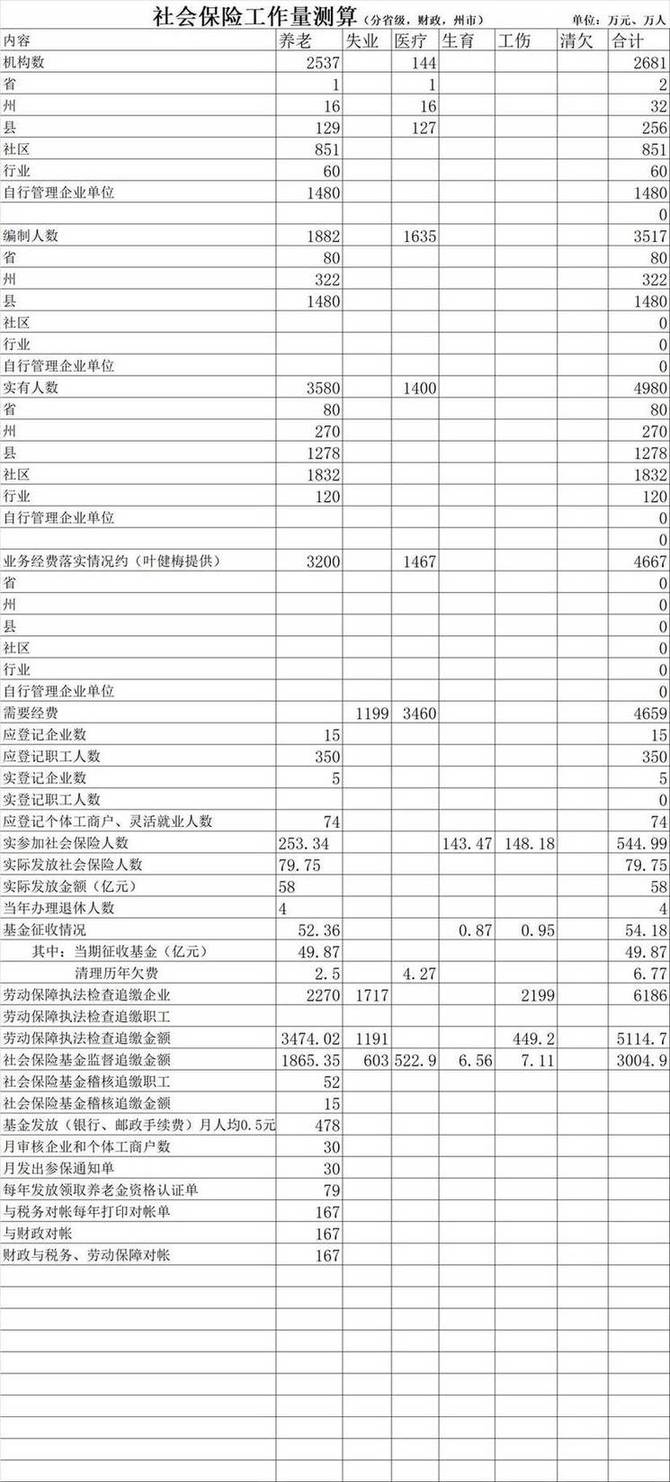 社会保险工作量测算（分省级，财政，州市） 单位：万元、万人
内容 养老 失业 医疗 生育 工伤 清欠 合计
机构数 2537 144 2681
省 1 1 2
州 16 16 32
县 129 127 256
社区 851 851
行业 60 60
自行管理企业单位 1480 1480
0
编制人数 1882 1635 3517
省 80 80
州 322 322
县 1480 1480
社区 0
行业 0
自行管理企业单位 0
实有人数 3580 1400 4980
省 80 80
州 270 270
县 1278 1278
社区 1832 1832
行业 120 120
自行管理企业单位 0
0
业务经费落实情况约（叶健梅提供） 3200 1467 4667
省 0
州 0
县 0
社区 0
行业 0
自行管理企业单位 0
需要经费 1199 3460 4659
应登记企业数 15 15
应登记职工人数 350 350
实登记企业数 5 5
实登记职工人数 0
应登记个体工商户、灵活就业人数 74 74
实参加社会保险人数 253.34 143.47 148.18 544.99
实际发放社会保险人数 79.75 79.75
实际发放金额（亿元） 58 58
当年办理退休人数 4 4
基金征收情况 52.36 0.87 0.95 54.18
其中：当期征收基金（亿元） 49.87 49.87
清理历年欠费 2.5 4.27 6.77
劳动保障执法检查追缴企业 2270 1717 2199 6186
劳动保障执法检查追缴职工
劳动保障执法检查追缴金额 3474.02 1191 449.2 5114.7
社会保险基金监督追缴金额 1865.35 603 522.9 6.56 7.11 3004.9
社会保险基金稽核追缴职工 52
社会保险基金稽核追缴金额 15
基金发放（银行、邮政手续费）月人均0.5元 478
月审核企业和个体工商户数 30
月发出参保通知单 30
每年发放领取养老金资格认证单 79
与税务对帐每年打印对帐单 167
与财政对帐 167
财政与税务、劳动保障对帐 167